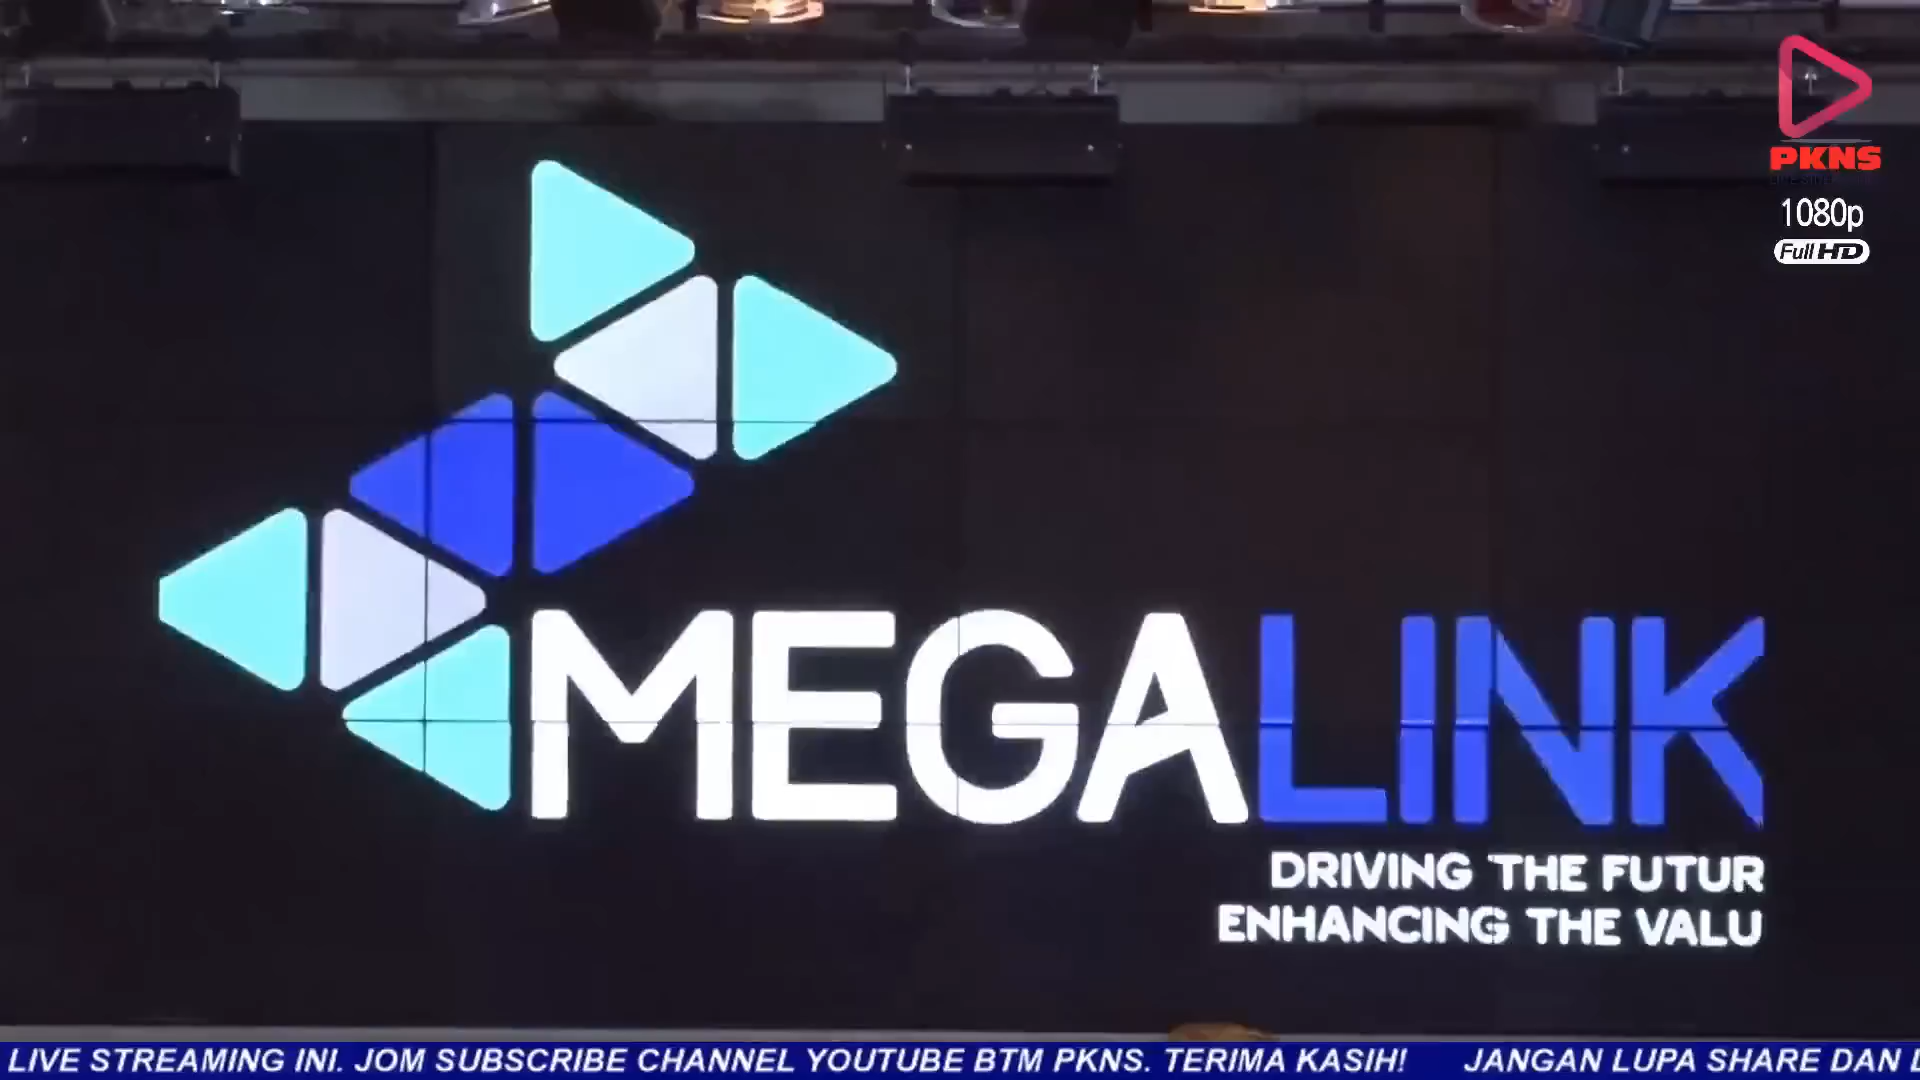 PKNS
1080p
Full HD
MEGALINK
DRIVING THE FUTUR
ENHANCING THE VALU
LIVE STREAMING INI. JOM SUBSCRIBE CHANNEL YOUTUBE BTM PKNS. TERIMA KASIH! JANGAN LUPA SHARE DAN